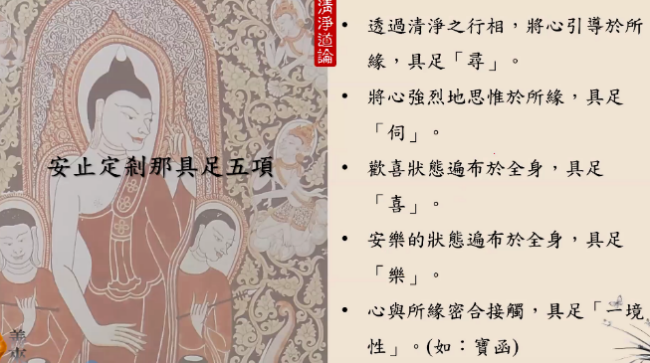 清淨道論
安止定剎那具足五項
• 透過清淨之行相，將心引導於所
緣，具足「尋」。
• 將心強烈地思惟於所緣，具足
「伺」。
• 歡喜狀態遍布於全身，具足
「喜」。
• 安樂的狀態遍布於全身，具足
「樂」。
• 心與所緣密合接觸，具足「一境
性」。(如：寶函)